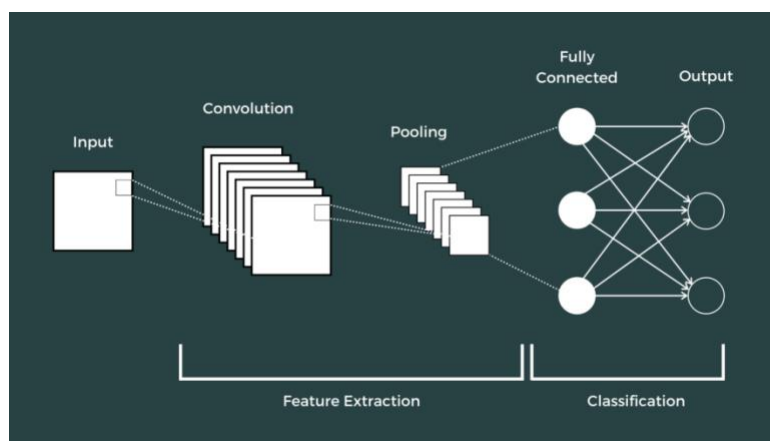 Input
Convolution
Pooling
Fully
Connected
Output
Feature Extraction
Classification